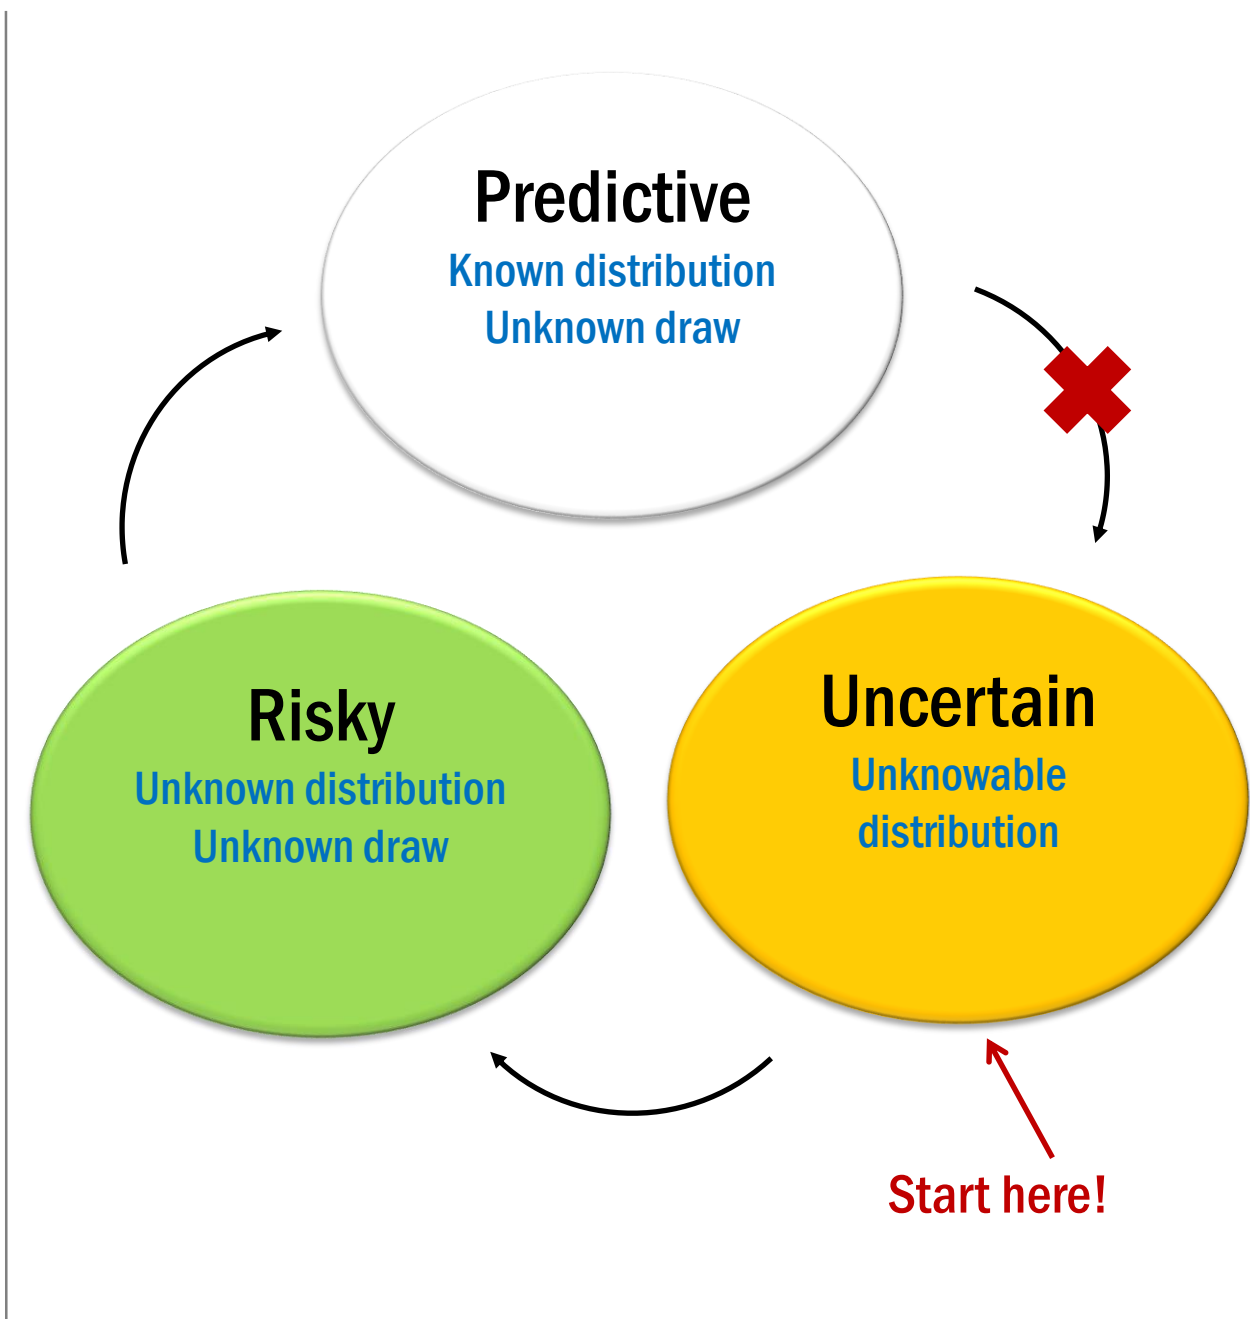 Predictive
Known distribution
Unknown draw
Risky
Unknown distribution
Unknown draw
Uncertain
Unknowable
distribution
Start here!